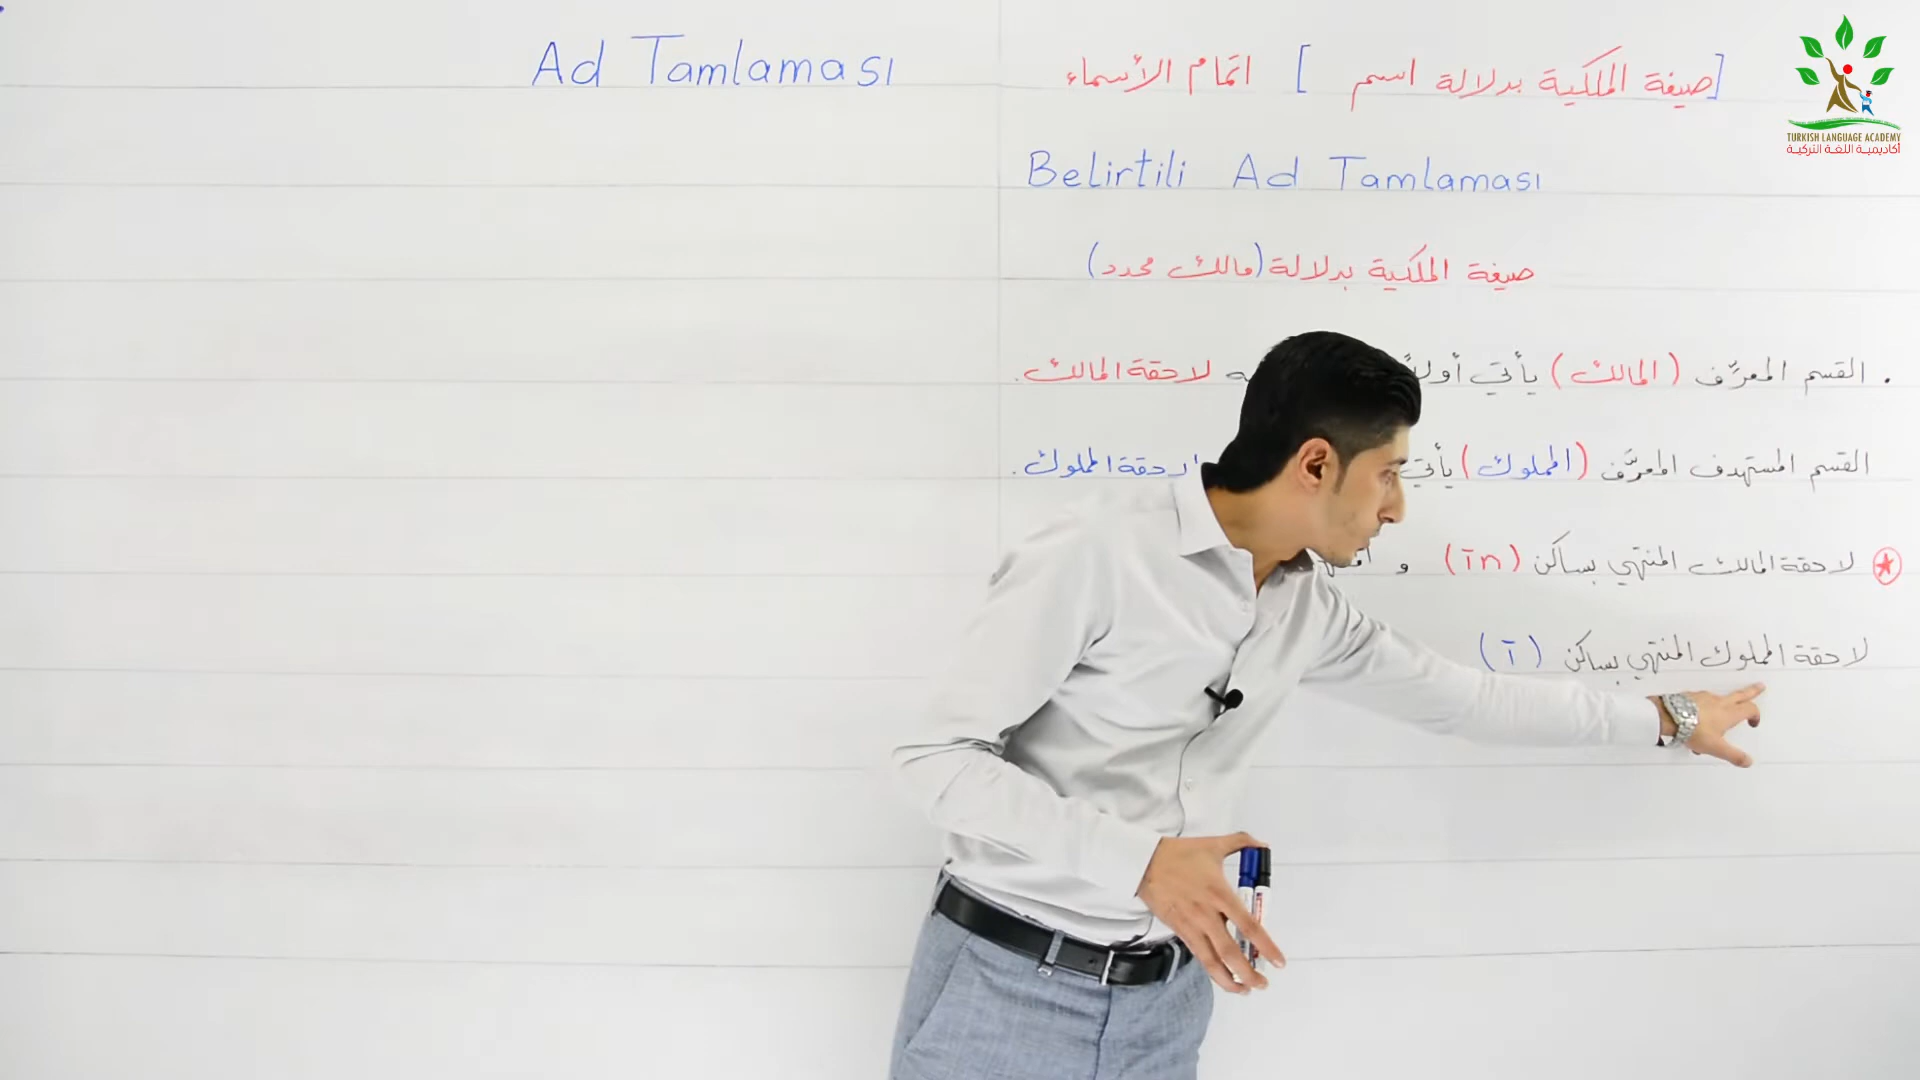 Ad Tamlaması
اتمام الأسماء [صيغة الملكية بدلالة اسم]
Belirtili Ad Tamlaması
صيغة الملكية بدلالة (مالك محدد)
. القسم المعرَّف (المالك) يأتي أولاً لاحقة المالك.
القسم المستهدف المعرَّف (المملوك) يأتي لاحقة المملوك.
لاحقة المالك المنتهي بساكن (īn) و
لاحقة المملوك المنتهي بساكن (ī)
TURKISH LANGUAGE ACADEMY
أكاديمية اللغة التركية